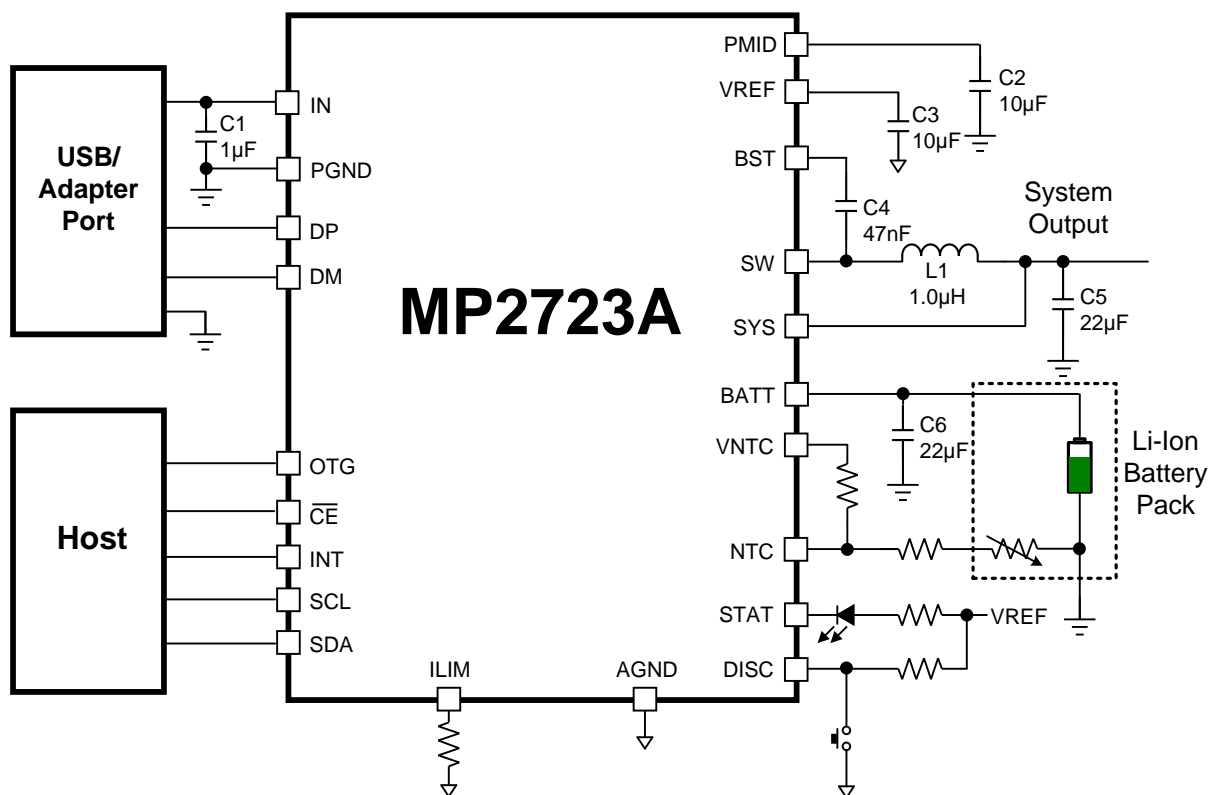 USB/
Adapter
Port
C1
1µF
IN
PGND
DP
DM
Host
OTG
C̅E̅
INT
SCL
SDA
MP2723A
ILIM
AGND
PMID
VREF
BST
SW
SYS
BATT
VNTC
NTC
STAT
DISC
C2
10µF
C3
10µF
C4
47nF
L1
1.0µH
System
Output
C5
22µF
C6
22µF
Li-Ion
Battery
Pack
VREF